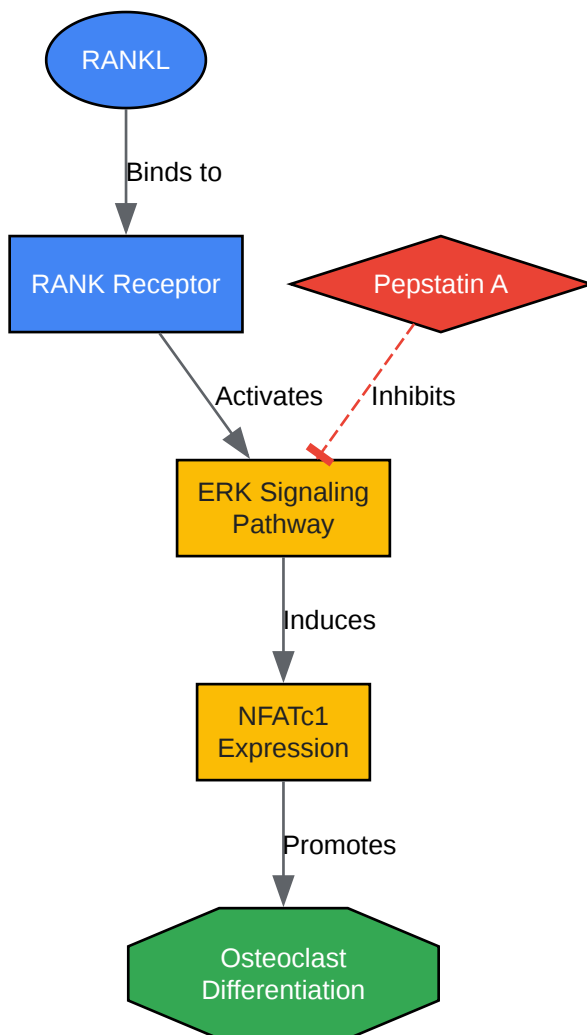 RANKL
Binds to
RANK Receptor
Pepstatin A
Activates
Inhibits
ERK Signaling
Pathway
Induces
NFATc1
Expression
Promotes
Osteoclast
Differentiation